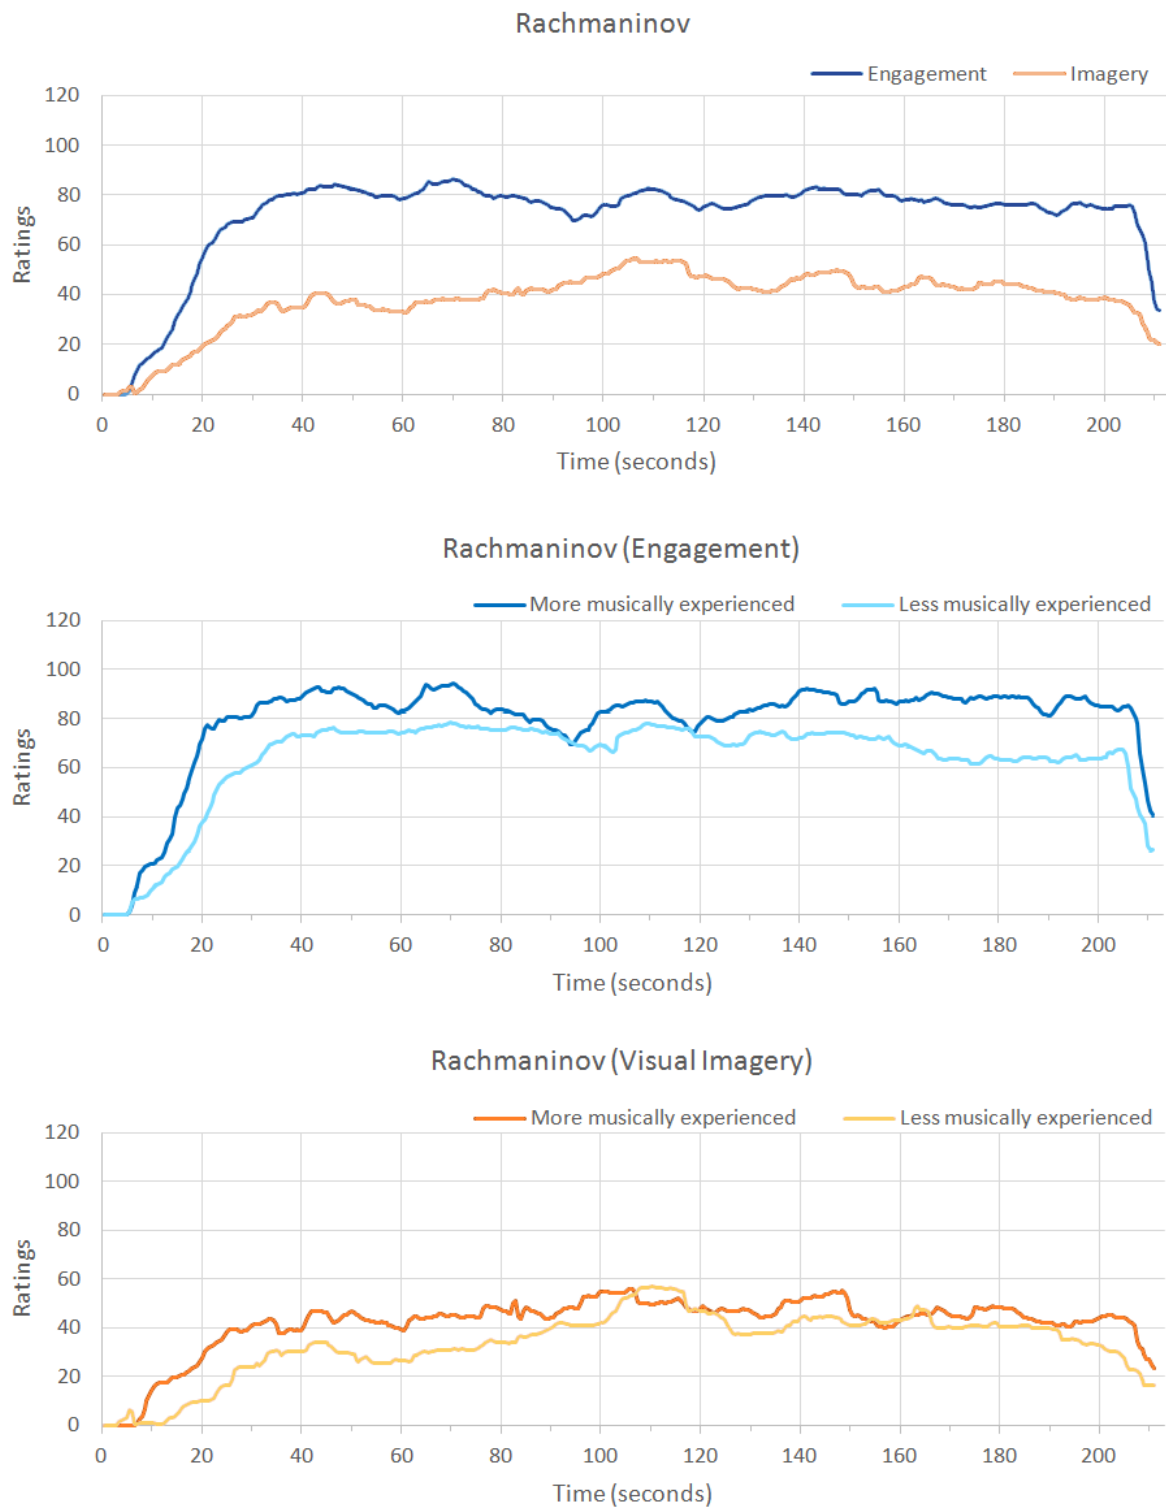 Rachmaninov
Engagement Imagery
120
100
80
60
40
20
0
Ratings
0 20 40 60 80 100 120 140 160 180 200
Time (seconds)
Rachmaninov (Engagement)
More musically experienced Less musically experienced
120
100
80
60
40
20
0
Ratings
0 20 40 60 80 100 120 140 160 180 200
Time (seconds)
Rachmaninov (Visual Imagery)
More musically experienced Less musically experienced
120
100
80
60
40
20
0
Ratings
0 20 40 60 80 100 120 140 160 180 200
Time (seconds)